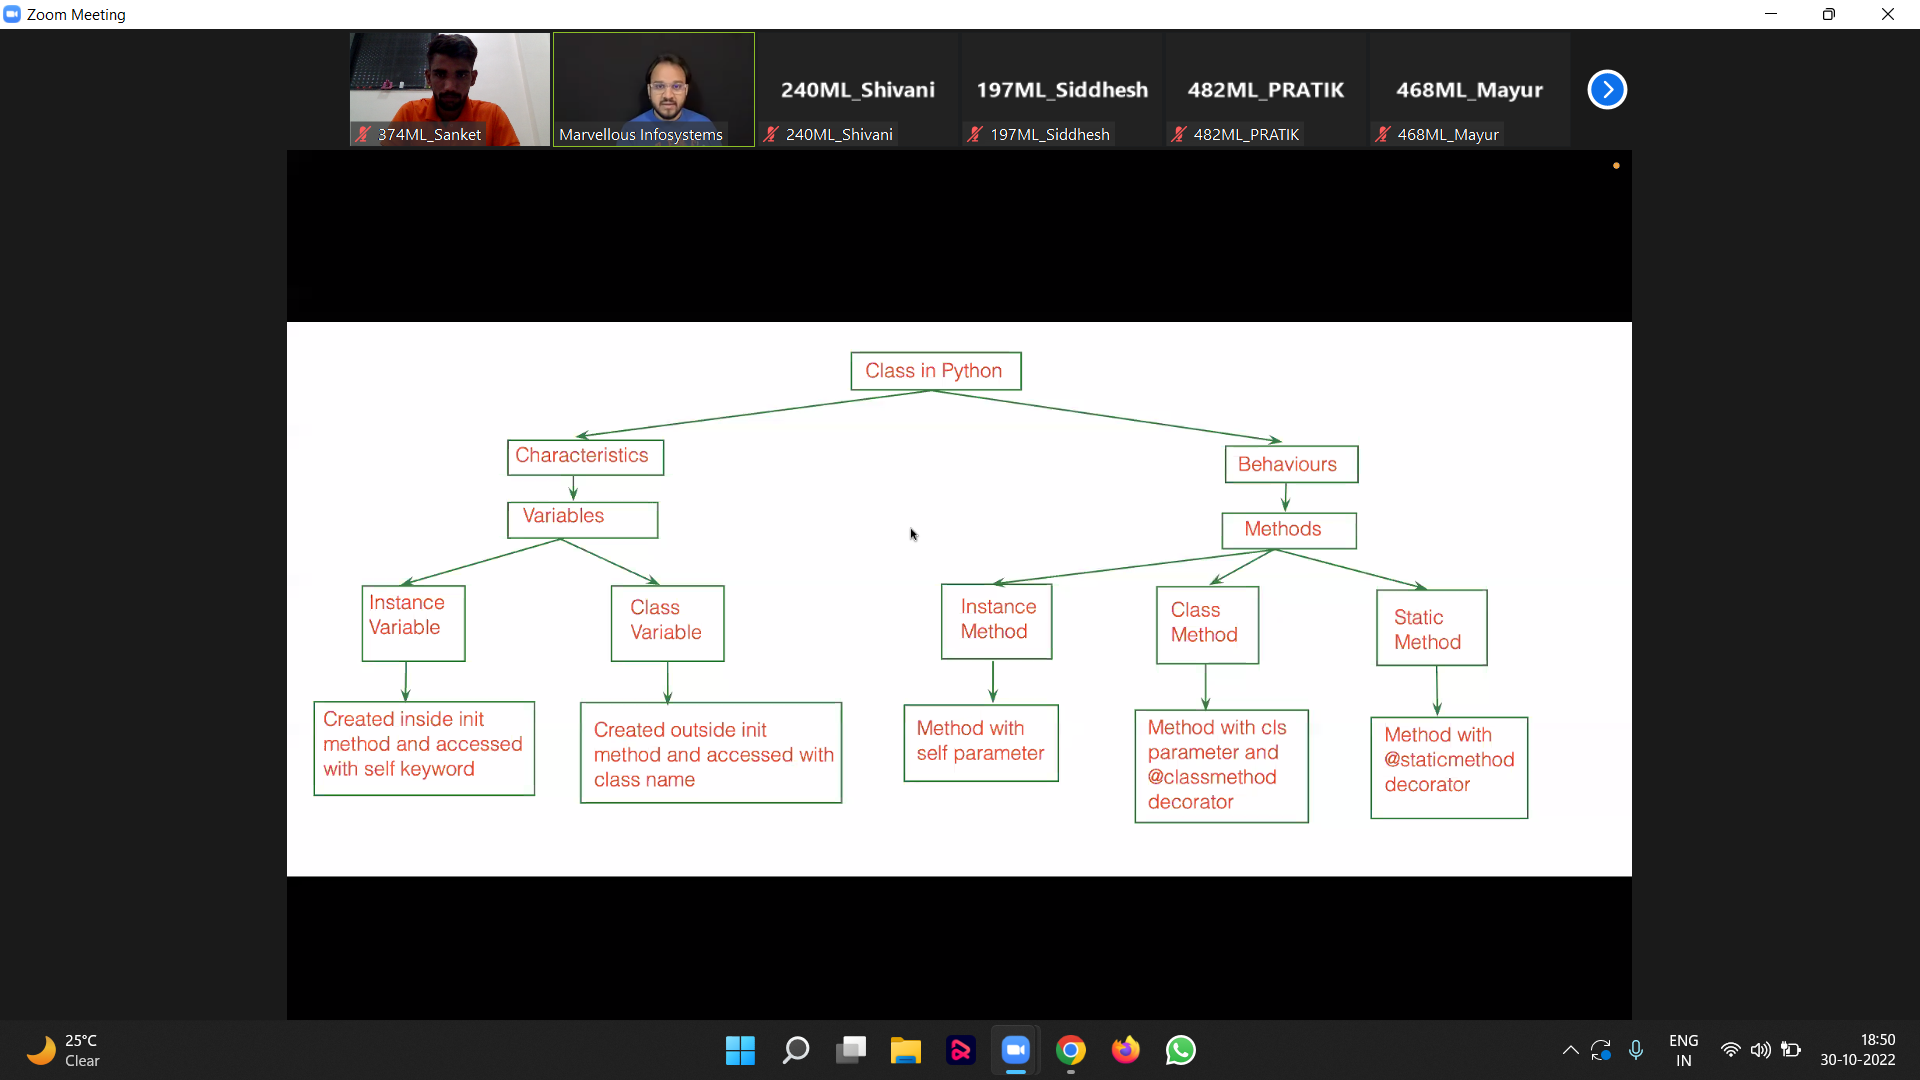 Zoom Meeting
240ML_Shivani
197ML_Siddhesh
482ML_PRATIK
468ML_Mayur
374ML_Sanket
Marvellous Infosystems
240ML_Shivani
197ML_Siddhesh
482ML_PRATIK
468ML_Mayur
Class in Python
Characteristics
Behaviours
Variables
Methods
Instance
Variable
Class
Variable
Instance
Method
Class
Method
Static
Method
Created inside init
method and accessed
with self keyword
Created outside init
method and accessed with
class name
Method with
self parameter
Method with cls
parameter and
@classmethod
decorator
Method with
@staticmethod
decorator
25°C
Clear
ENG
IN
18:50
30-10-2022